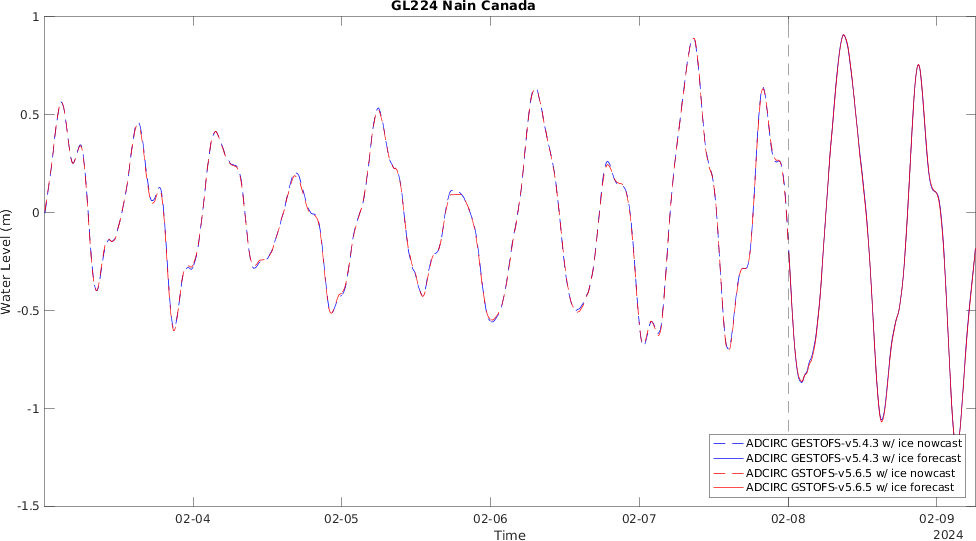 GL224 Nain Canada
1
0.5
0
-0.5
-1
-1.5
Water Level (m)
ADCIRC GESTOFS-v5.4.3 w/ ice nowcast
ADCIRC GESTOFS-v5.4.3 w/ ice forecast
ADCIRC GSTOFS-v5.6.5 w/ ice nowcast
ADCIRC GSTOFS-v5.6.5 w/ ice forecast
02-04 02-05 02-06 02-07 02-08 02-09
Time
2024